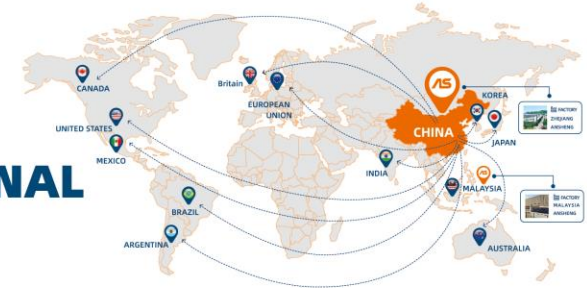 AS
CANADA
Britain
KOREA
FACTORY
ZHEJIANG
ANSHENG
EUROPEAN
UNION
UNITED STATES
CHINA
JAPAN
MEXICO
INDIA
NAL
AS
MALAYSIA
FACTORY
MALAYSIA
ANSHENG
BRAZIL
ARGENTINA
AUSTRALIA